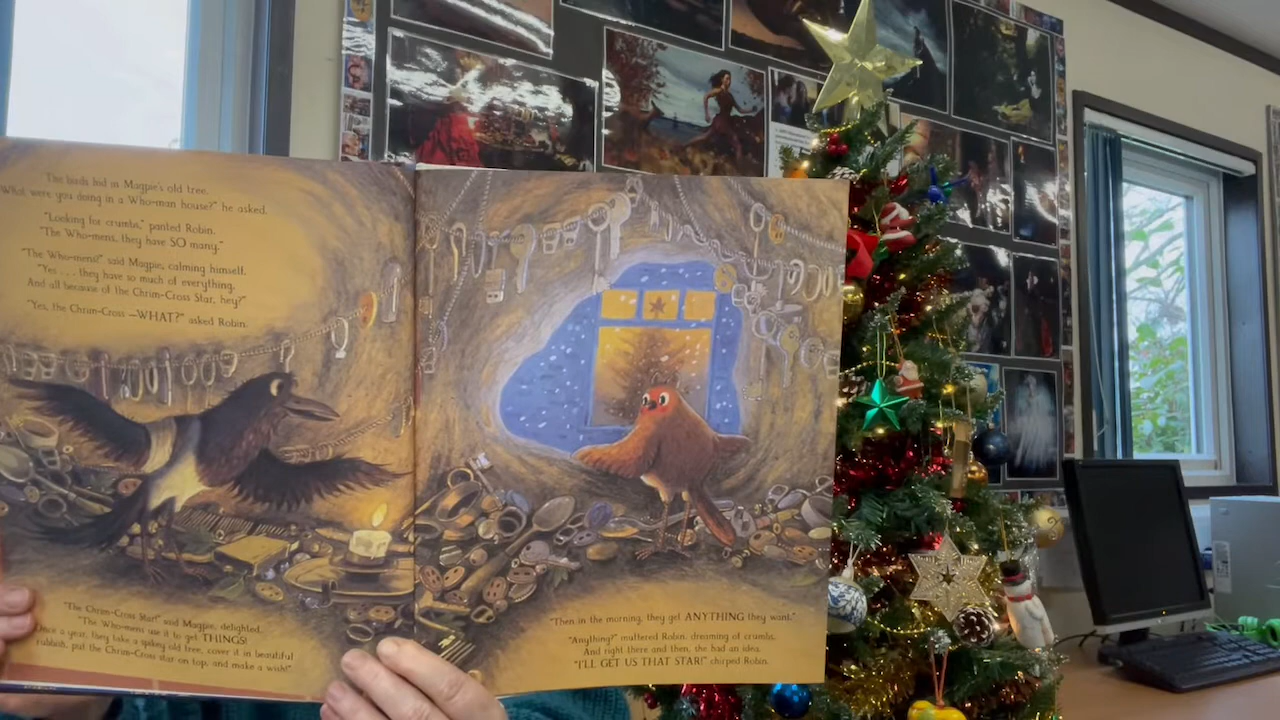 The birds hid in Magpie's old tree.
"What were you doing in a Who-man house?" he asked.
"Looking for crumbs," panted Robin.
"The Who-mens, they have SO many."
"The Who-mens?" said Magpie, calming himself.
"Yes . . . they have so much of everything.
And all because of the Chrim-Cross Star, hey?"
"Yes, the Chrim-Cross —WHAT?" asked Robin.
"The Chrim-Cross Star!" said Magpie, delighted.
"The Who-mens use it to get THINGS!
Once a year, they take a spikey old tree, cover it in beautiful
rubbish, put the Chrim-Cross star on top, and make a wish!"
"Then in the morning, they get ANYTHING they want."
"Anything?" muttered Robin, dreaming of crumbs.
And right there and then, she had an idea.
"I'LL GET US THAT STAR!" chirped Robin.